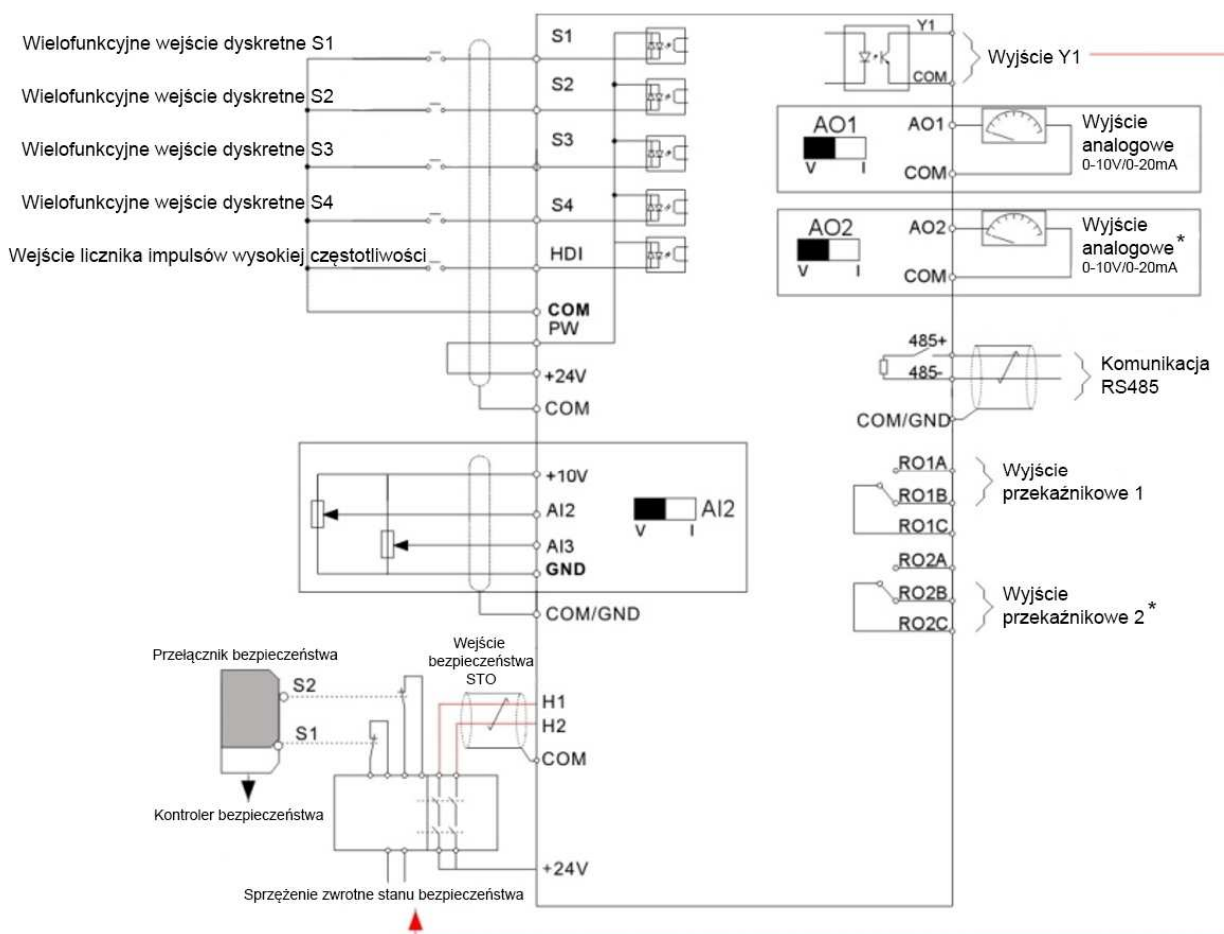 Wielofunkcyjne wejście dyskretne S1
Wielofunkcyjne wejście dyskretne S2
Wielofunkcyjne wejście dyskretne S3
Wielofunkcyjne wejście dyskretne S4
Wejście licznika impulsów wysokiej częstotliwości
S1
S2
S3
S4
HDI
COM
PW
+24V
COM
Y1
COM
Wyjście Y1
AO1
V I
AO1
COM
Wyjście
analogowe
0-10V/0-20mA
AO2
V I
AO2
COM
Wyjście
analogowe*
0-10V/0-20mA
485+
485-
COM/GND
Komunikacja
RS485
+10V
AI2
AI3
GND
COM/GND
AI2
V I
RO1A
RO1B
RO1C
Wyjście
przekaźnikowe 1
RO2A
RO2B
RO2C
Wyjście
przekaźnikowe 2*
Przełącznik bezpieczeństwa
S2
S1
Kontroler bezpieczeństwa
Wejście
bezpieczeństwa
STO
H1
H2
COM
+24V
Sprzężenie zwrotne stanu bezpieczeństwa